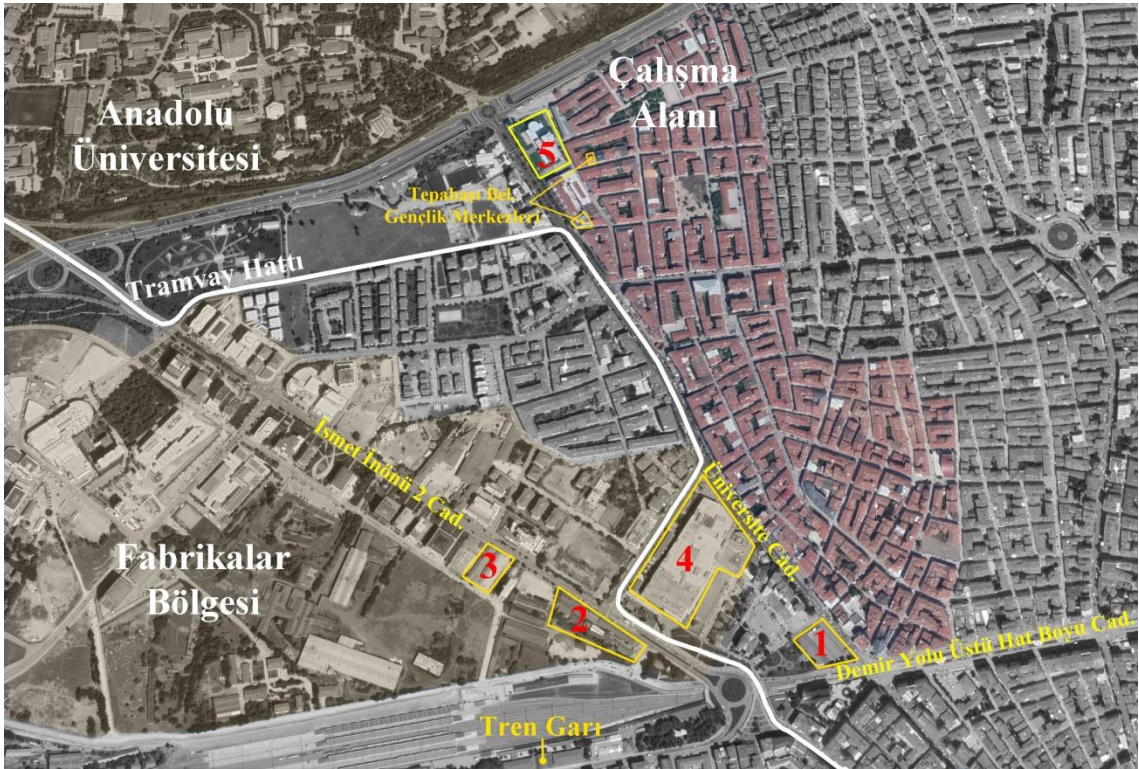 Çalışma
Alanı
Anadolu
Üniversitesi
5
Tepabaşı Bel.
Gençlik Merkezleri
Tramvay Hattı
İsmet İnönü 2 Cad.
Üniversite Cad.
Fabrikalar
Bölgesi
3
4
2
1
Demir Yolu Üstü Hat Boyu Cad.
Tren Garı